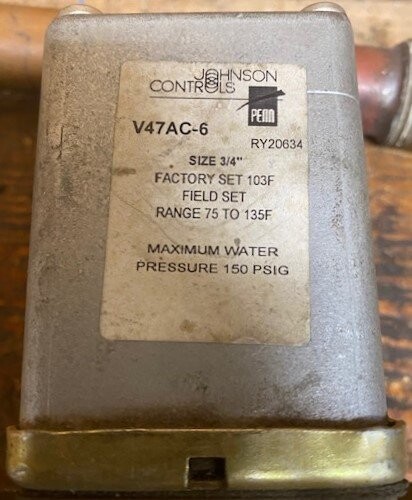 JOHNSON
CONTROLS
PENN
V47AC-6
RY20634
SIZE 3/4"
FACTORY SET 103F
FIELD SET
RANGE 75 TO 135F
MAXIMUM WATER
PRESSURE 150 PSIG